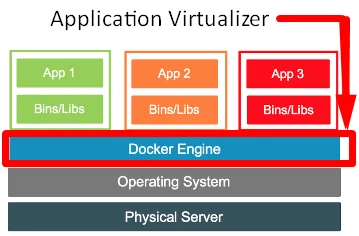 Application Virtualizer
App 1
App 2
App 3
Bins/Libs
Bins/Libs
Bins/Libs
Docker Engine
Operating System
Physical Server